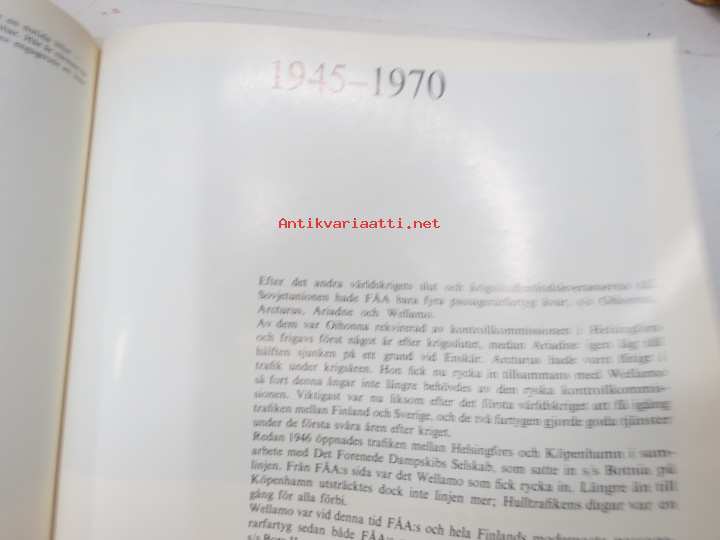 1945–1970
Antikvariaatti.net
Efter det andra världskrigets slut och
Sovjetunionen hade FÅA bara fyra passagerarfartyg kvar, s/s Oihonna,
Arcturus, Ariadne och Wellamo.
Av dem var Oihonna rekvirerad av kontrollkommissionen i Helsingfors
och frigavs först något år efter krigsslutet, medan Ariadne låg till
hälften sjunken på ett grund vid Enskär. Arcturus hade varit flitigt i
trafik under krigsåren. Hon fick nu rycka in tillsammans med Wellamo
så fort denna ångar inte längre behövdes av den ryska kontrollkommis-
sionen. Viktigast var nu liksom efter det första världskriget att få igång
trafiken mellan Finland och Sverige, och de två fartygen gjorde goda tjänster
under de första svåra åren efter kriget.
Redan 1946 öppnades trafiken mellan Helsingfors och Köpenhamn i sam-
arbete med Det Forenede Dampskibs Selskab, som satte in s/s Botnia på
linjen. Från FÅA:s sida var det Wellamo som fick rycka in. Längre än till
Köpenhamn utsträcktes dock inte linjen mer; Hulltrafikens dagar var en
gång för alla förbi.
Wellamo var vid denna tid FÅA:s och hela Finlands modernaste
rarfartyg sedan både FÅA:s